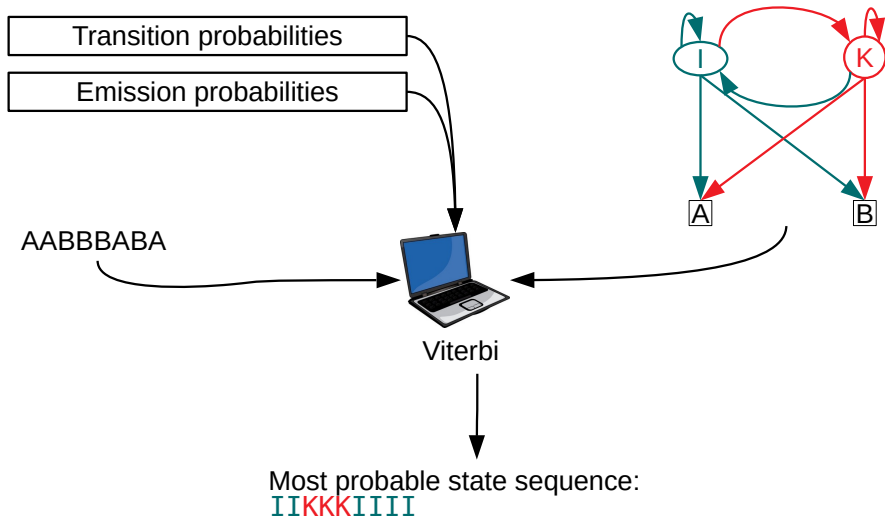 Transition probabilities
Emission probabilities
I
K
A
B
AABBBABA
Viterbi
Most probable state sequence:
IIKKKIIII